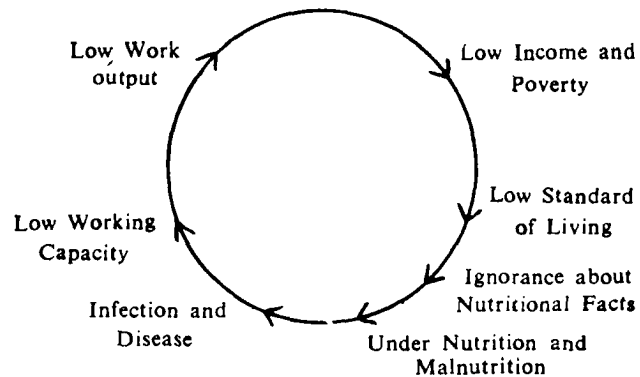 Low Work
output
Low Income and
Poverty
Low Standard
of Living
Ignorance about
Nutritional Facts
Under Nutrition and
Malnutrition
Infection and
Disease
Low Working
Capacity